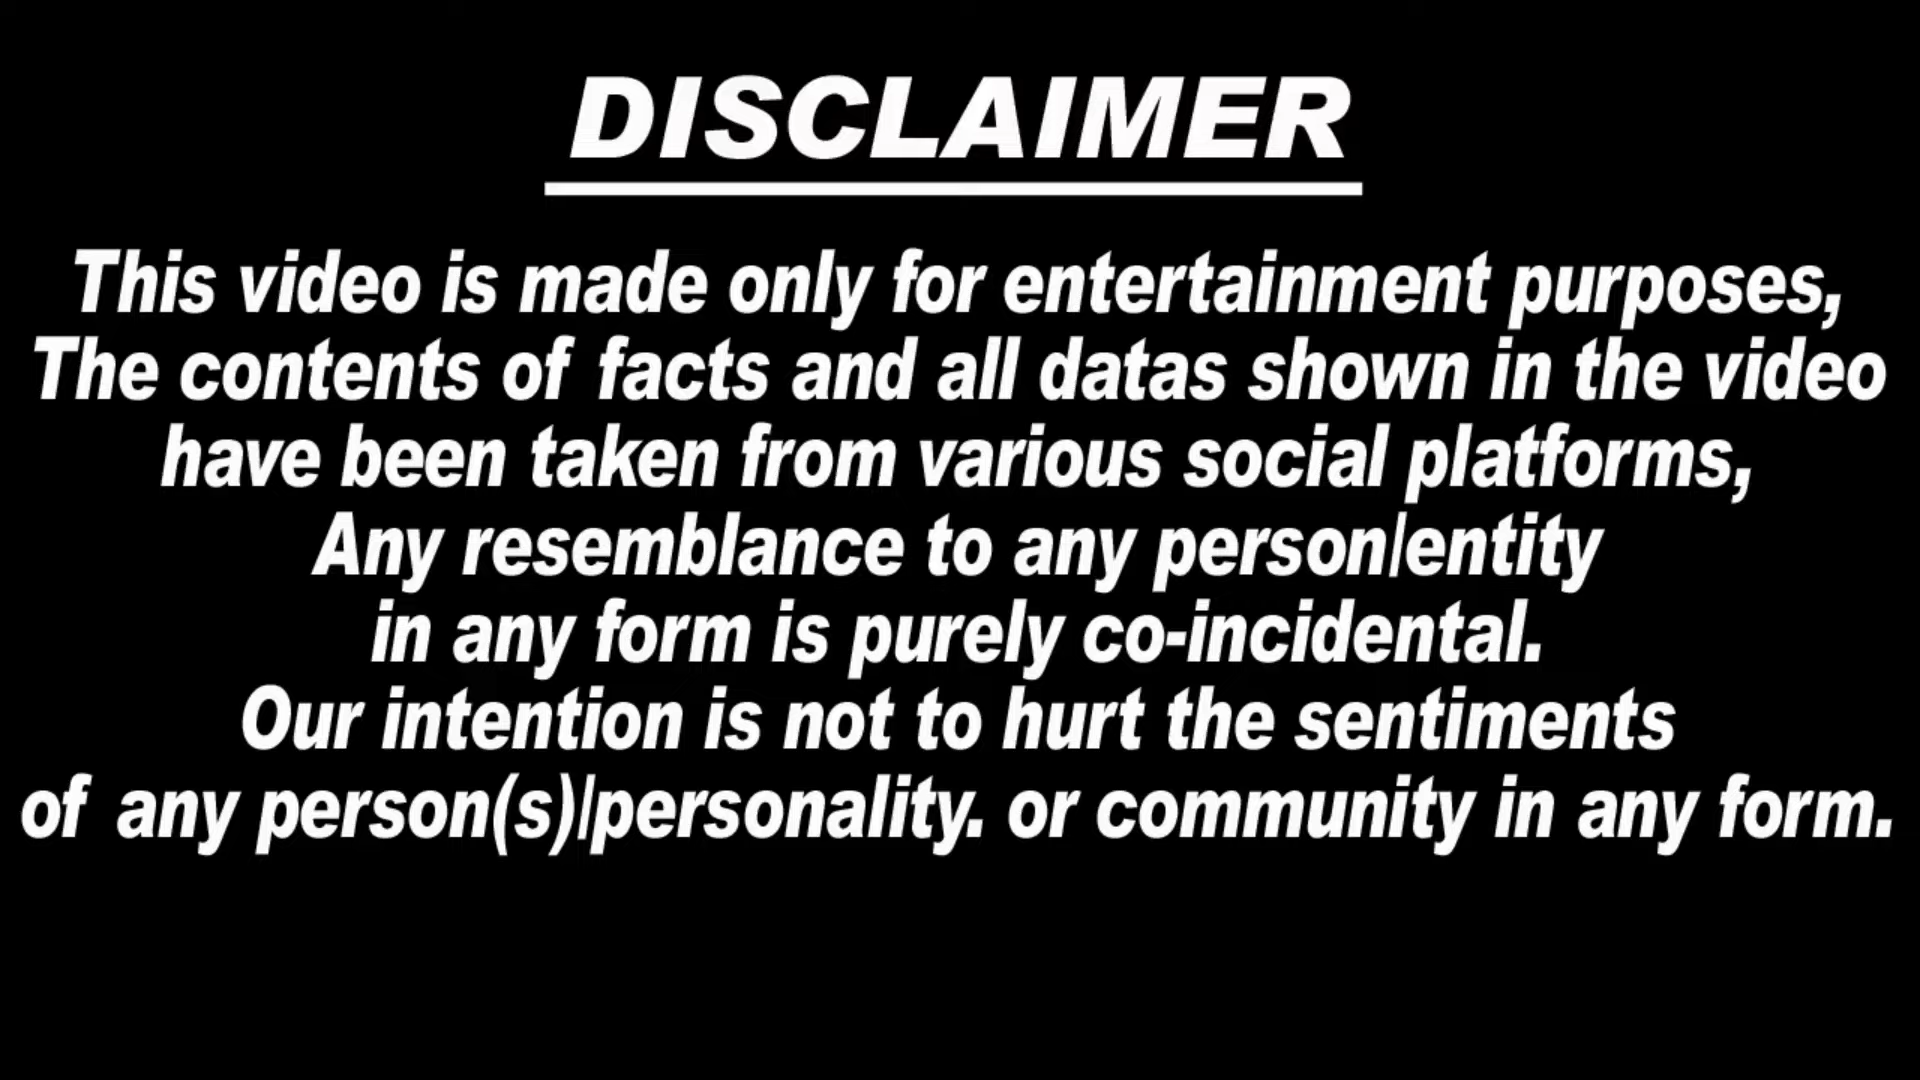 DISCLAIMER
This video is made only for entertainment purposes,
The contents of facts and all datas shown in the video
have been taken from various social platforms,
Any resemblance to any person/entity
in any form is purely co-incidental.
Our intention is not to hurt the sentiments
of any person(s)/personality. or community in any form.